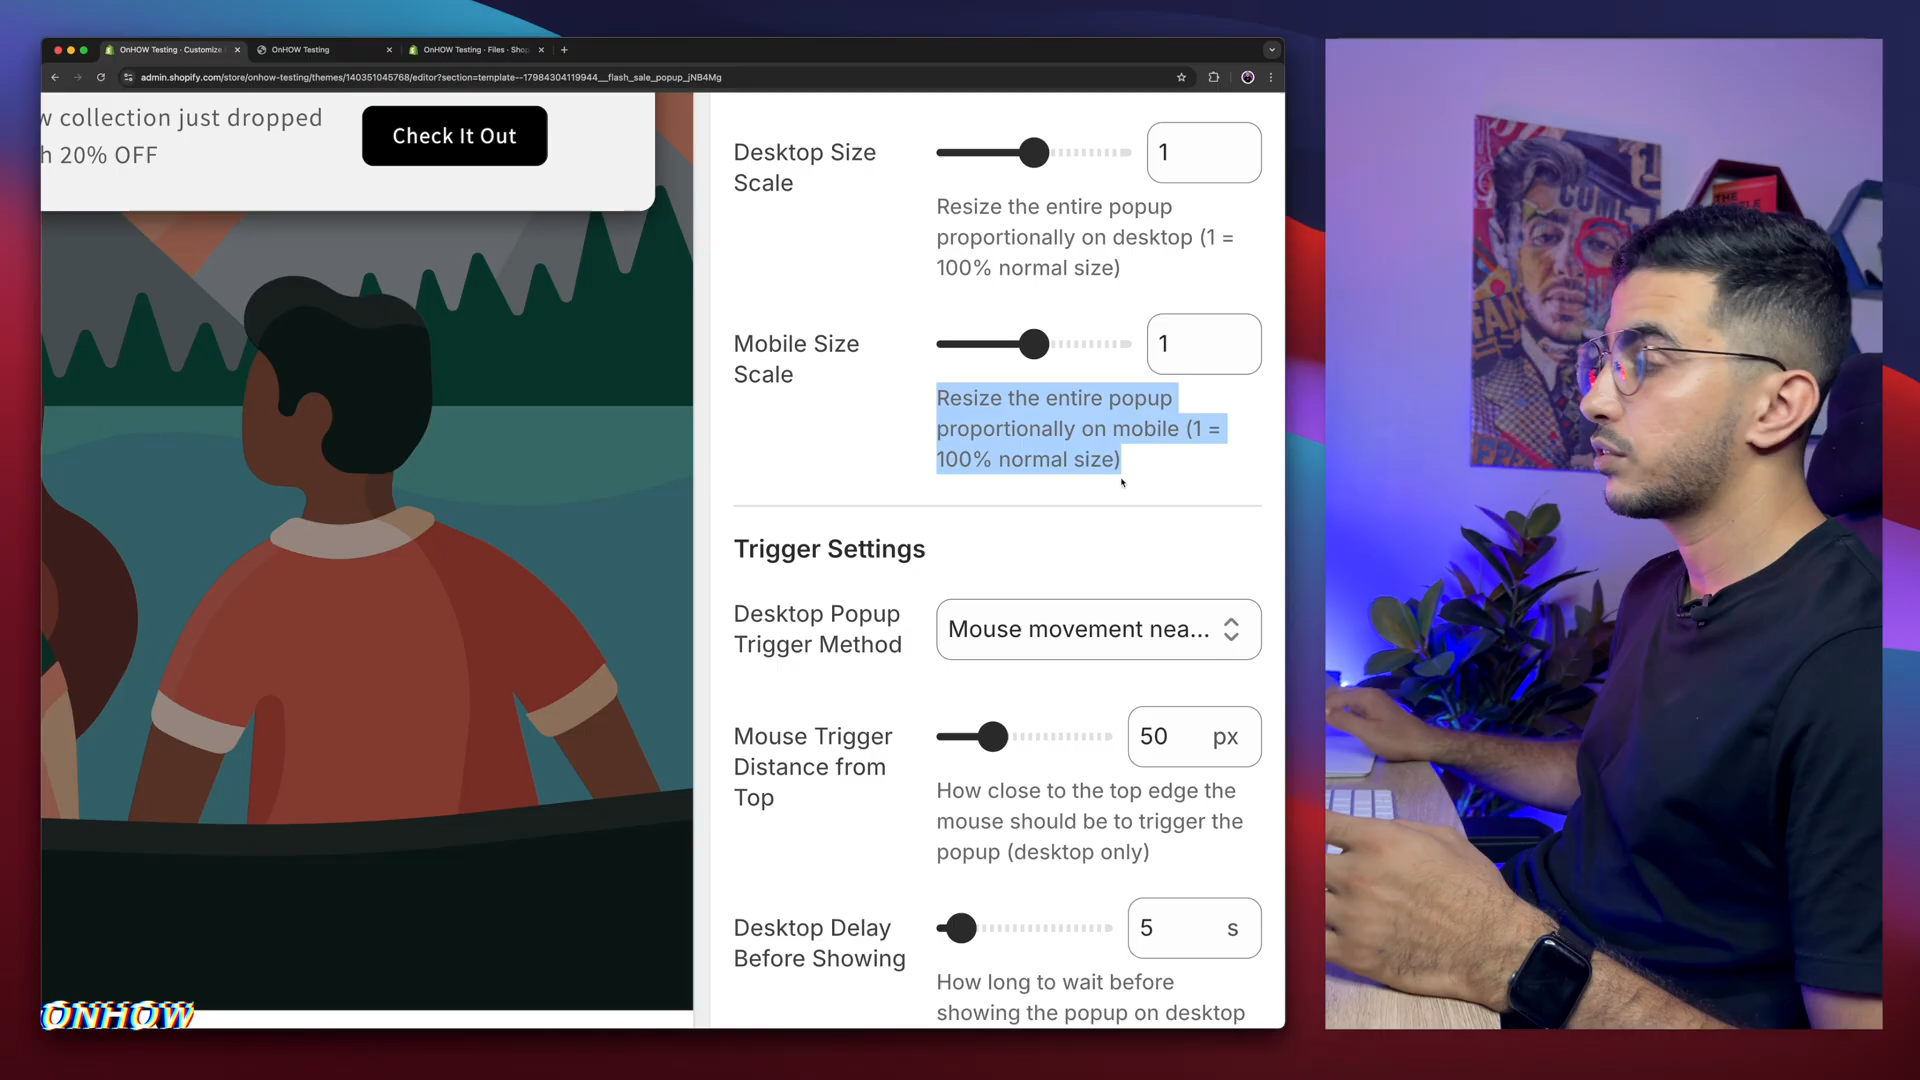 OnHOW Testing · Customize
OnHOW Testing
OnHOW Testing · Files · Shop
admin.shopify.com/store/onhow-testing/themes/140351045768/editor?section=template--17984304119944__flash_sale_popup_jNB4Mg
w collection just dropped
h 20% OFF
Check It Out
Desktop Size
Scale
1
Resize the entire popup
proportionally on desktop (1 =
100% normal size)
Mobile Size
Scale
1
Resize the entire popup
proportionally on mobile (1 =
100% normal size)
Trigger Settings
Desktop Popup
Trigger Method
Mouse movement nea...
Mouse Trigger
Distance from
Top
50 px
How close to the top edge the
mouse should be to trigger the
popup (desktop only)
Desktop Delay
Before Showing
5 s
How long to wait before
showing the popup on desktop
ONHOW
COME
FAN
THE